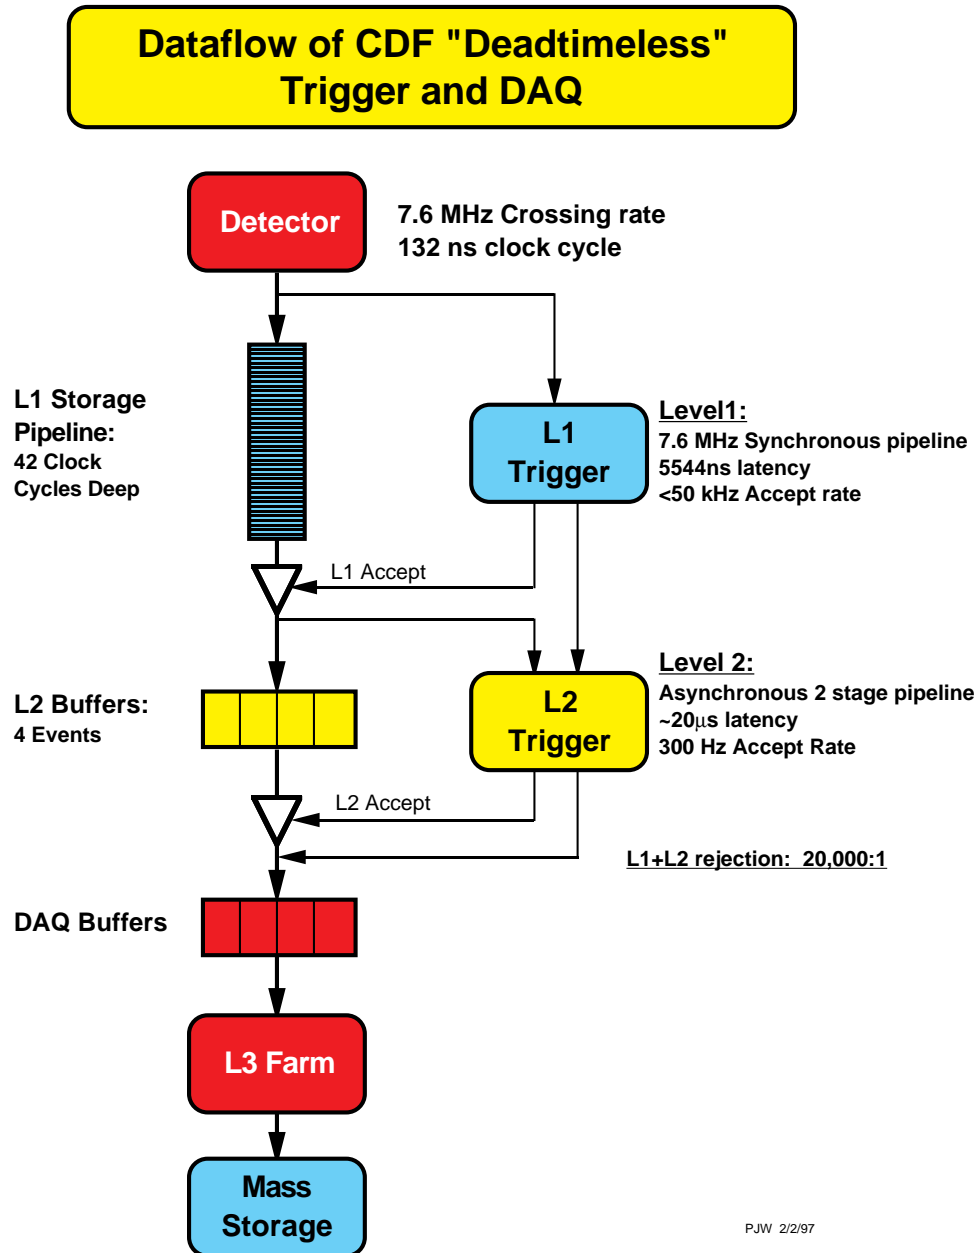 Dataflow of CDF "Deadtimeless"
Trigger and DAQ
Detector
7.6 MHz Crossing rate
132 ns clock cycle
L1 Storage
Pipeline:
42 Clock
Cycles Deep
L1
Trigger
Level1:
7.6 MHz Synchronous pipeline
5544ns latency
<50 kHz Accept rate
L1 Accept
L2 Buffers:
4 Events
L2
Trigger
Level 2:
Asynchronous 2 stage pipeline
~20μs latency
300 Hz Accept Rate
L2 Accept
L1+L2 rejection:  20,000:1
DAQ Buffers
L3 Farm
Mass
Storage
PJW  2/2/97